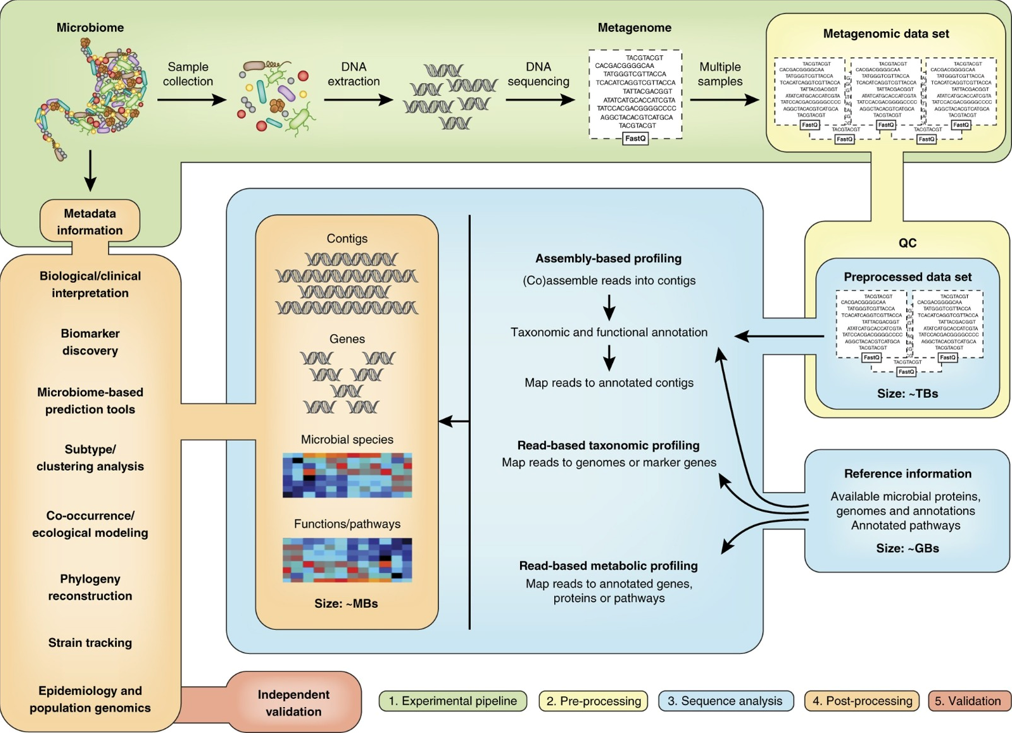 Microbiome
Sample
collection
DNA
extraction
DNA
sequencing
Metagenome
TACGTACGT
CACGACGGGGCAA
TATGGGTCGTTACCA
TCACATCAGGTCGTTACCA
TATTACGACGGT
ATATCATGCACCATCGTA
TATCCACGACGGGGCCCC
AGGCTACACGTCATGCA
TACGTACGT
FastQ
Multiple
samples
Metagenomic data set
TACGTACGT
FastQ
FastQ
FastQ
TACGTACGT
FastQ
TACGTACGT
FastQ
Metadata
information
Biological/clinical
interpretation
Biomarker
discovery
Microbiome-based
prediction tools
Subtype/
clustering analysis
Co-occurrence/
ecological modeling
Phylogeny
reconstruction
Strain tracking
Epidemiology and
population genomics
Contigs
Genes
Microbial species
Functions/pathways
Size: ~MBs
Assembly-based profiling
(Co)assemble reads into contigs
Taxonomic and functional annotation
Map reads to annotated contigs
Read-based taxonomic profiling
Map reads to genomes or marker genes
Read-based metabolic profiling
Map reads to annotated genes,
proteins or pathways
QC
Preprocessed data set
TACGTACGT
FastQ
FastQ
TACGTACGT
FastQ
Size: ~TBs
Reference information
Available microbial proteins,
genomes and annotations
Annotated pathways
Size: ~GBs
Independent
validation
1. Experimental pipeline
2. Pre-processing
3. Sequence analysis
4. Post-processing
5. Validation